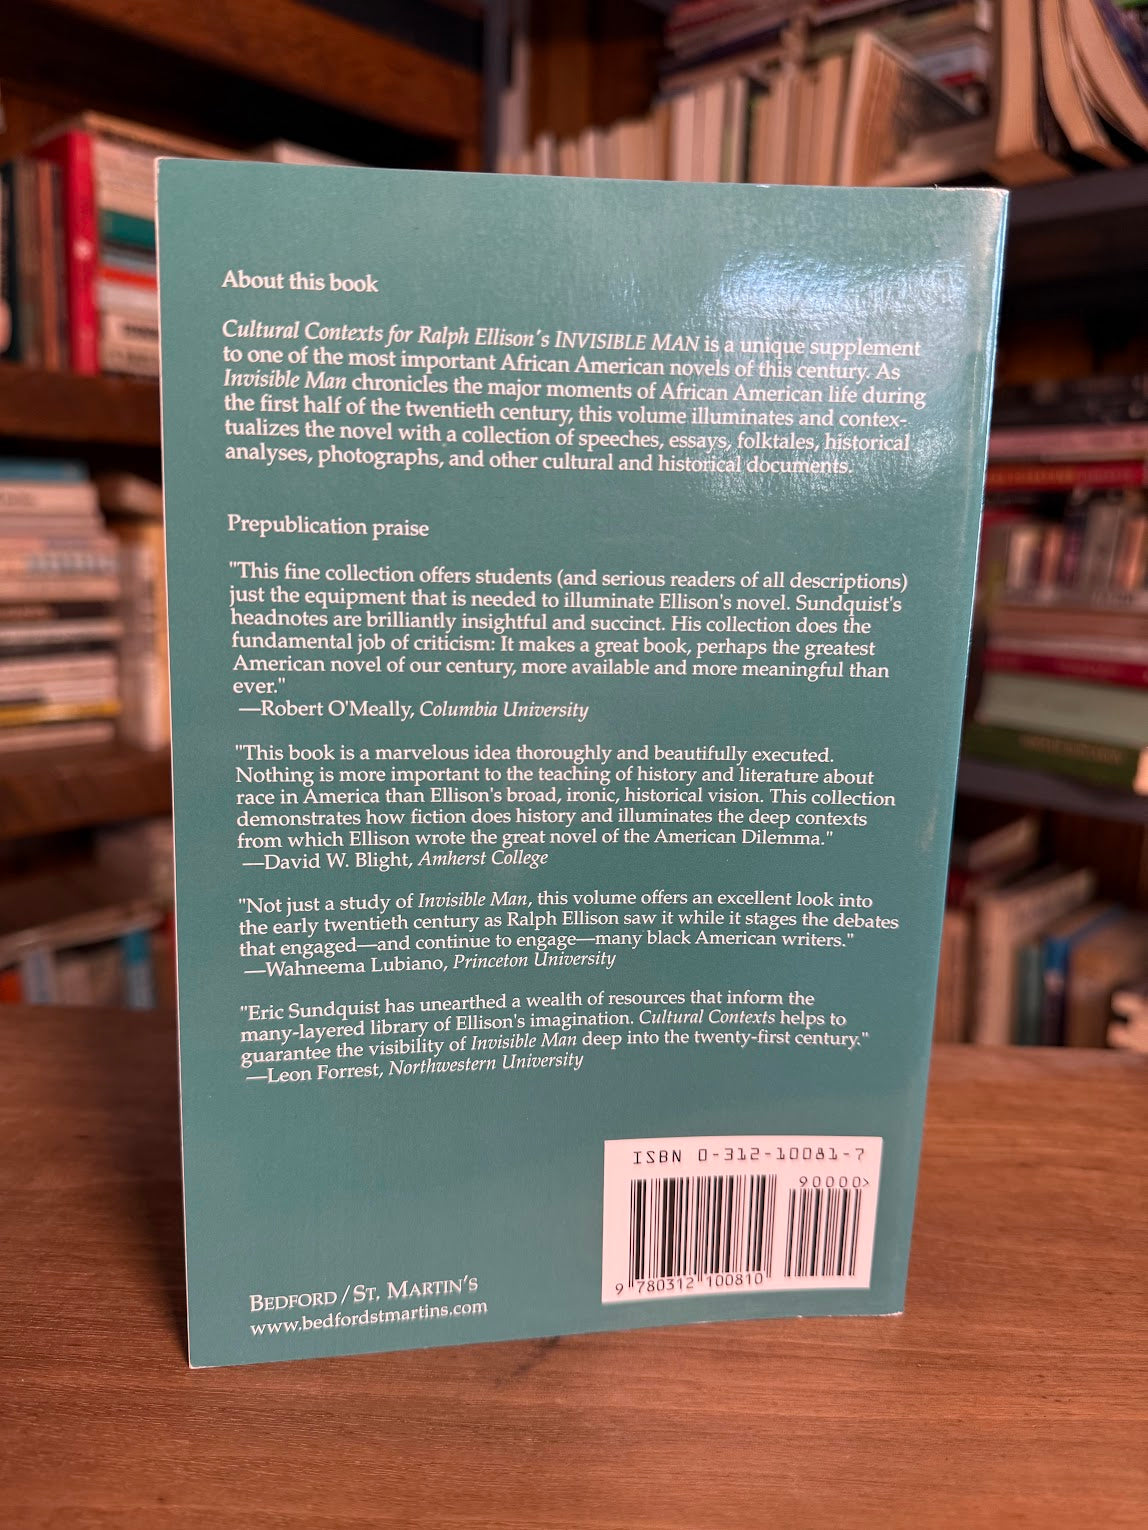 About this book
Cultural Contexts for Ralph Ellison's INVISIBLE MAN is a unique supplement
to one of the most important African American novels of this century. As
Invisible Man chronicles the major moments of African American life during
the first half of the twentieth century, this volume illuminates and contex-
tualizes the novel with a collection of speeches, essays, folktales, historical
analyses, photographs, and other cultural and historical documents.
Prepublication praise
"This fine collection offers students (and serious readers of all descriptions)
just the equipment that is needed to illuminate Ellison's novel. Sundquist's
headnotes are brilliantly insightful and succinct. His collection does the
fundamental job of criticism: It makes a great book, perhaps the greatest
American novel of our century, more available and more meaningful than
ever."
—Robert O'Meally, Columbia University
"This book is a marvelous idea thoroughly and beautifully executed.
Nothing is more important to the teaching of history and literature about
race in America than Ellison's broad, ironic, historical vision. This collection
demonstrates how fiction does history and illuminates the deep contexts
from which Ellison wrote the great novel of the American Dilemma."
—David W. Blight, Amherst College
"Not just a study of Invisible Man, this volume offers an excellent look into
the early twentieth century as Ralph Ellison saw it while it stages the debates
that engaged—and continue to engage—many black American writers."
—Wahneema Lubiano, Princeton University
"Eric Sundquist has unearthed a wealth of resources that inform the
many-layered library of Ellison's imagination. Cultural Contexts helps to
guarantee the visibility of Invisible Man deep into the twenty-first century."
—Leon Forrest, Northwestern University
ISBN 0-312-10081-7
90000>
9 780312 100810
BEDFORD / ST. MARTIN'S
www.bedfordstmartins.com